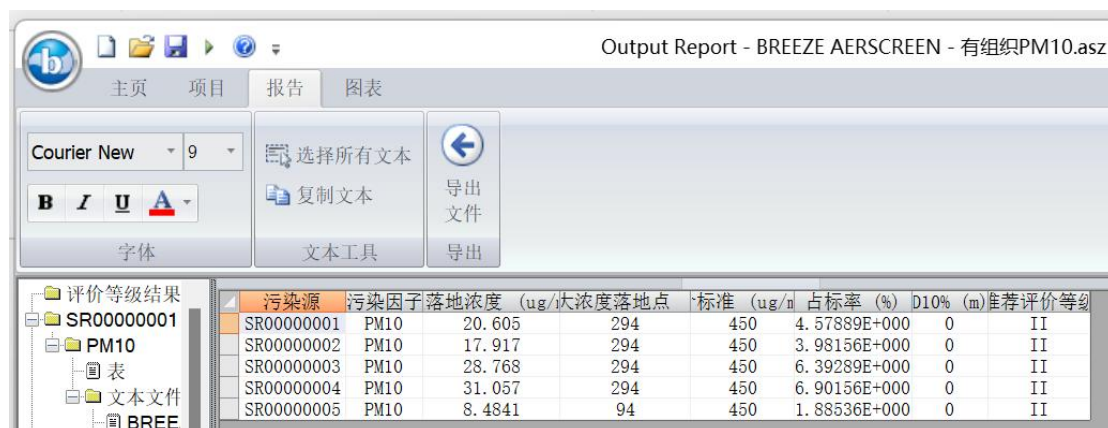 Output Report - BREEZE AERSCREEN - 有组织PM10.asz
主页 项目 报告 图表
Courier New 9 选择所有文本
B I U A 复制文本 导出文件
字体 文本工具 导出
评价等级结果
SR00000001
PM10
表
文本文件
BREE
污染源 污染因子 落地浓度 (ug/ 大浓度落地点 标准 (ug/m 占标率 (%) D10% (m) 推荐评价等级
SR00000001 PM10 20.605 294 450 4.57889E+000 0 II
SR00000002 PM10 17.917 294 450 3.98156E+000 0 II
SR00000003 PM10 28.768 294 450 6.39289E+000 0 II
SR00000004 PM10 31.057 294 450 6.90156E+000 0 II
SR00000005 PM10 8.4841 94 450 1.88536E+000 0 II